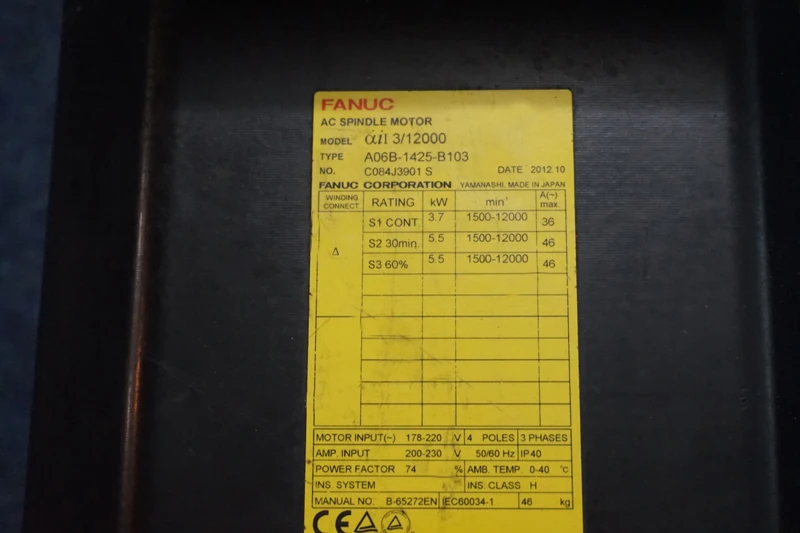 FANUC
AC SPINDLE MOTOR
MODEL αiI 3/12000
TYPE A06B-1425-B103
NO. C084J3901 S DATE 2012.10
FANUC CORPORATION YAMANASHI, MADE IN JAPAN
WINDING CONNECT RATING kW min⁻¹ A(~) max
Δ S1 CONT. 3.7 1500-12000 36
S2 30min. 5.5 1500-12000 46
S3 60% 5.5 1500-12000 46
MOTOR INPUT(~) 178-220 V 4 POLES 3 PHASES
AMP. INPUT 200-230 V 50/60 Hz IP40
POWER FACTOR 74 % AMB. TEMP. 0-40 °C
INS. SYSTEM INS. CLASS H
MANUAL NO. B-65272EN IEC60034-1 46 kg
CE